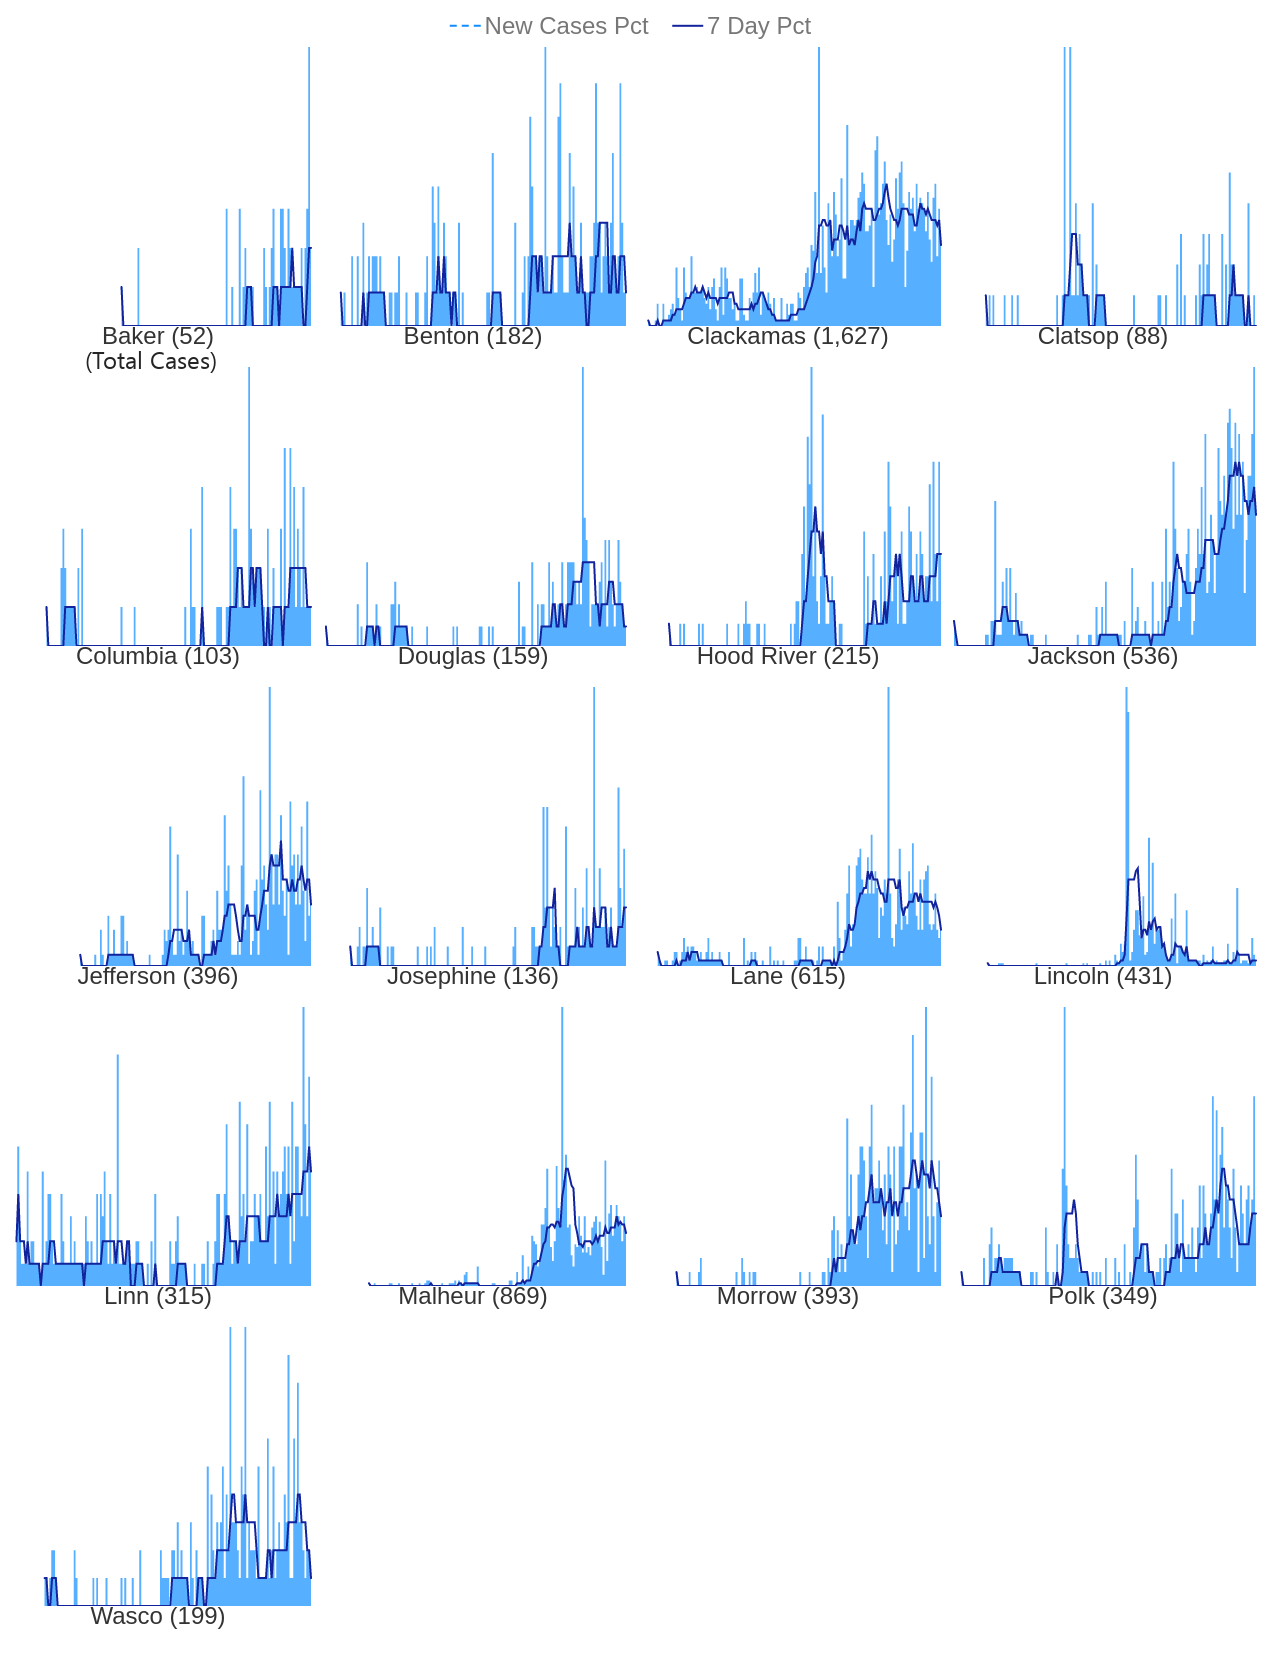 New Cases Pct 7 Day Pct
Baker (52) Benton (182) Clackamas (1,627) Clatsop (88)
(Total Cases)
Columbia (103) Douglas (159) Hood River (215) Jackson (536)
Jefferson (396) Josephine (136) Lane (615) Lincoln (431)
Linn (315) Malheur (869) Morrow (393) Polk (349)
Wasco (199)